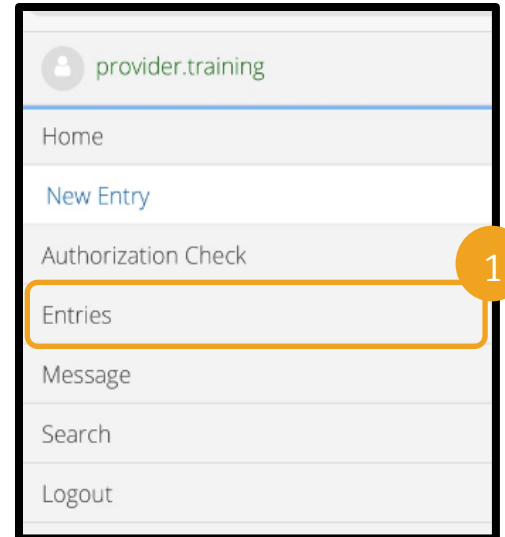 provider.training
Home
New Entry
Authorization Check
1
Entries
Message
Search
Logout